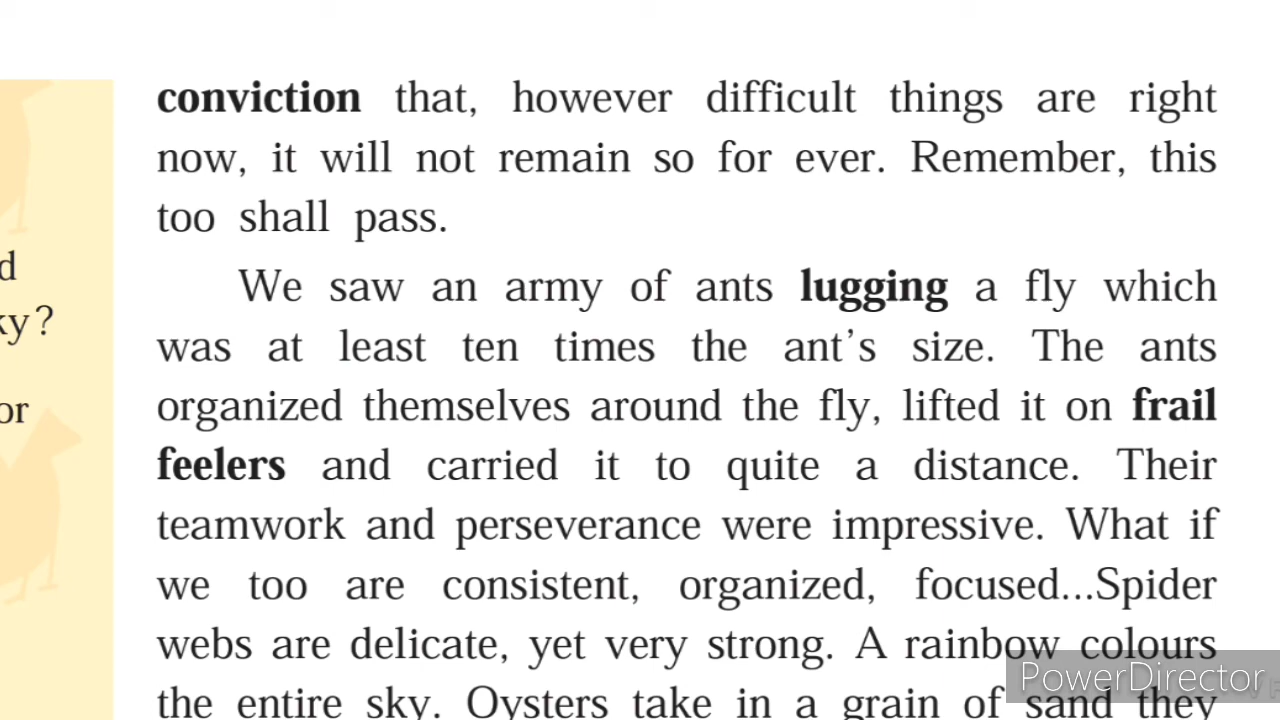 conviction that, however difficult things are right
now, it will not remain so for ever. Remember, this
too shall pass.
We saw an army of ants lugging a fly which
was at least ten times the ant's size. The ants
organized themselves around the fly, lifted it on frail
feelers and carried it to quite a distance. Their
teamwork and perseverance were impressive. What if
we too are consistent, organized, focused...Spider
webs are delicate, yet very strong. A rainbow colours
the entire sky. Oysters take in a grain of sand they
d
ky?
or
PowerDirector